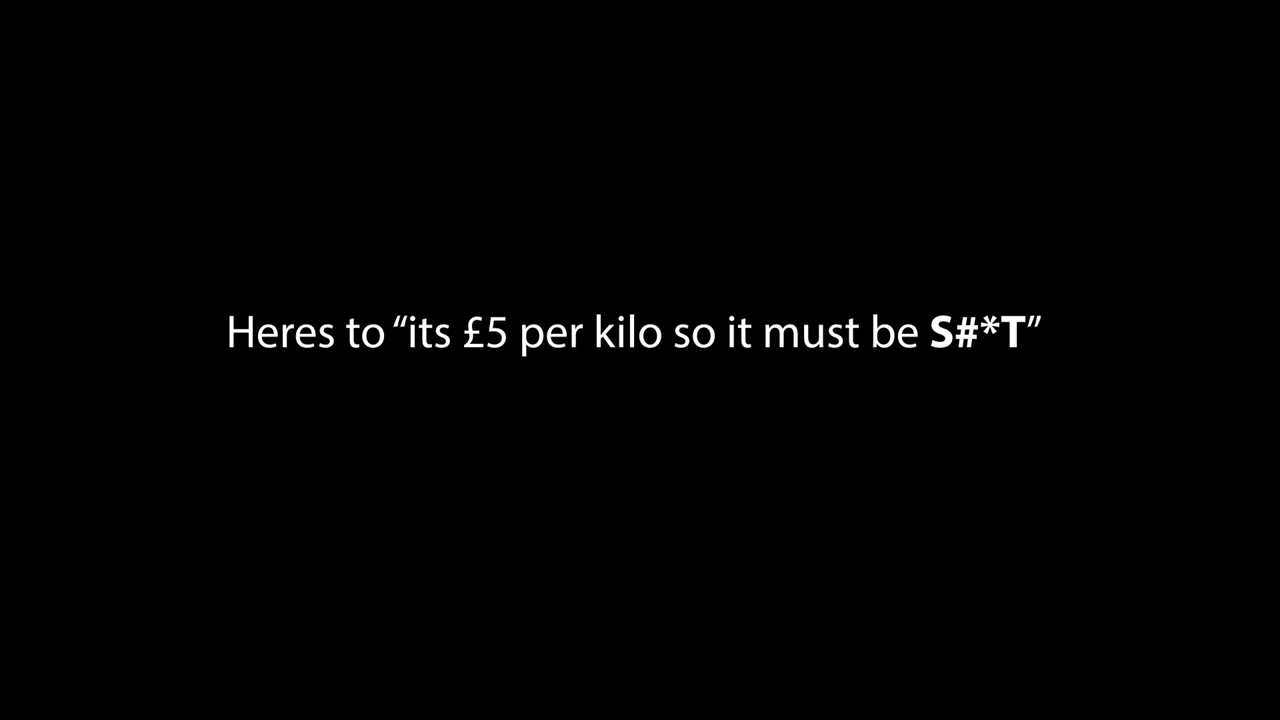 Heres to “its £5 per kilo so it must be S#*T”